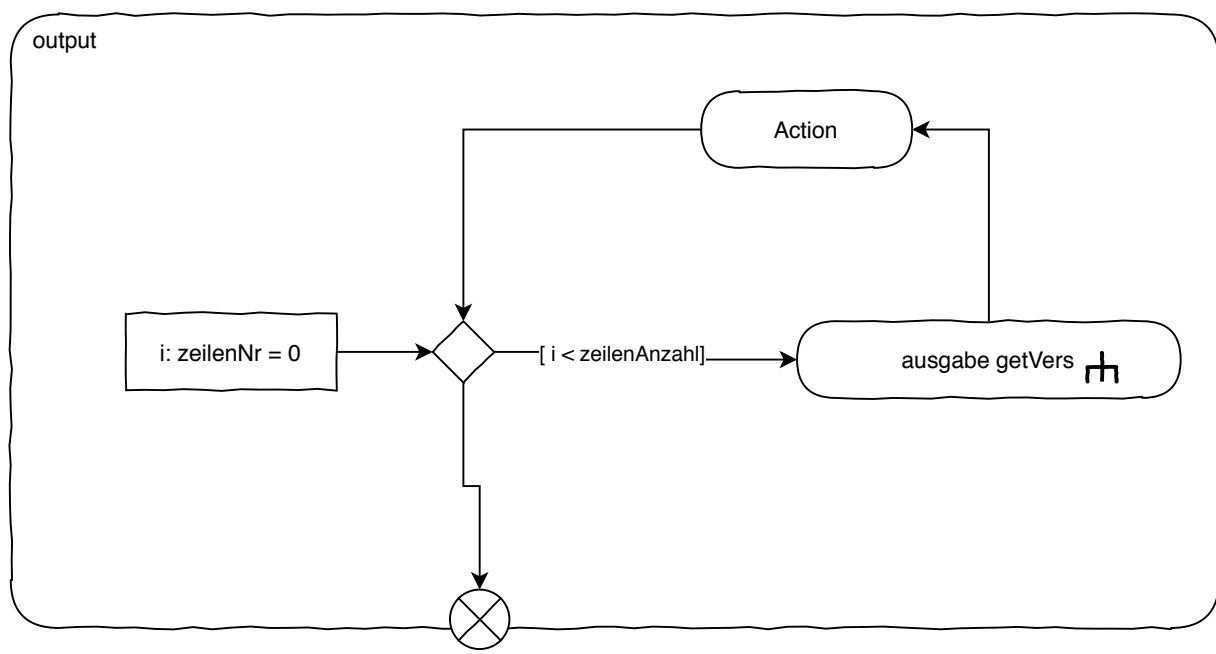 output
Action
i: zeilenNr = 0
[ i < zeilenAnzahl]
ausgabe getVers